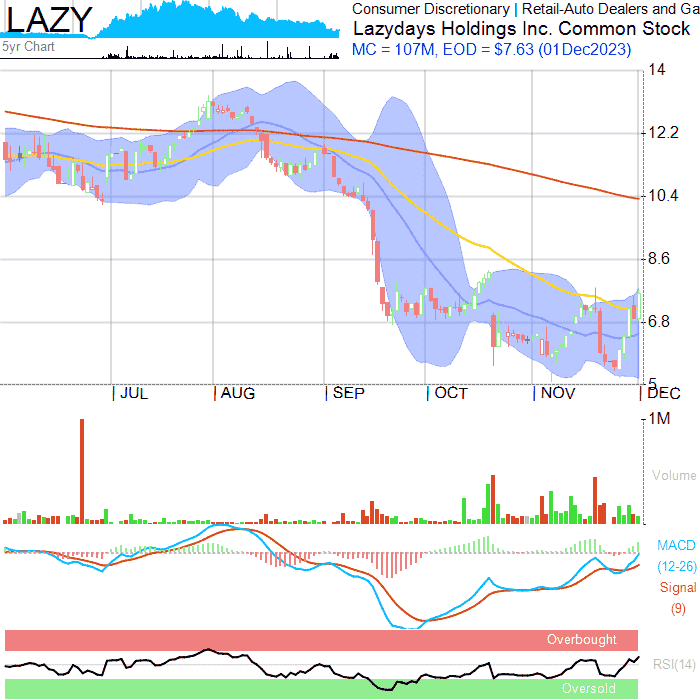 LAZY
5yr Chart
Consumer Discretionary | Retail-Auto Dealers and Ga
Lazydays Holdings Inc. Common Stock
MC = 107M, EOD = $7.63 (01Dec2023)
14
12.2
10.4
8.6
6.8
5
JUL AUG SEP OCT NOV DEC
1M
Volume
MACD
(12-26)
Signal
(9)
Overbought
RSI(14)
Oversold